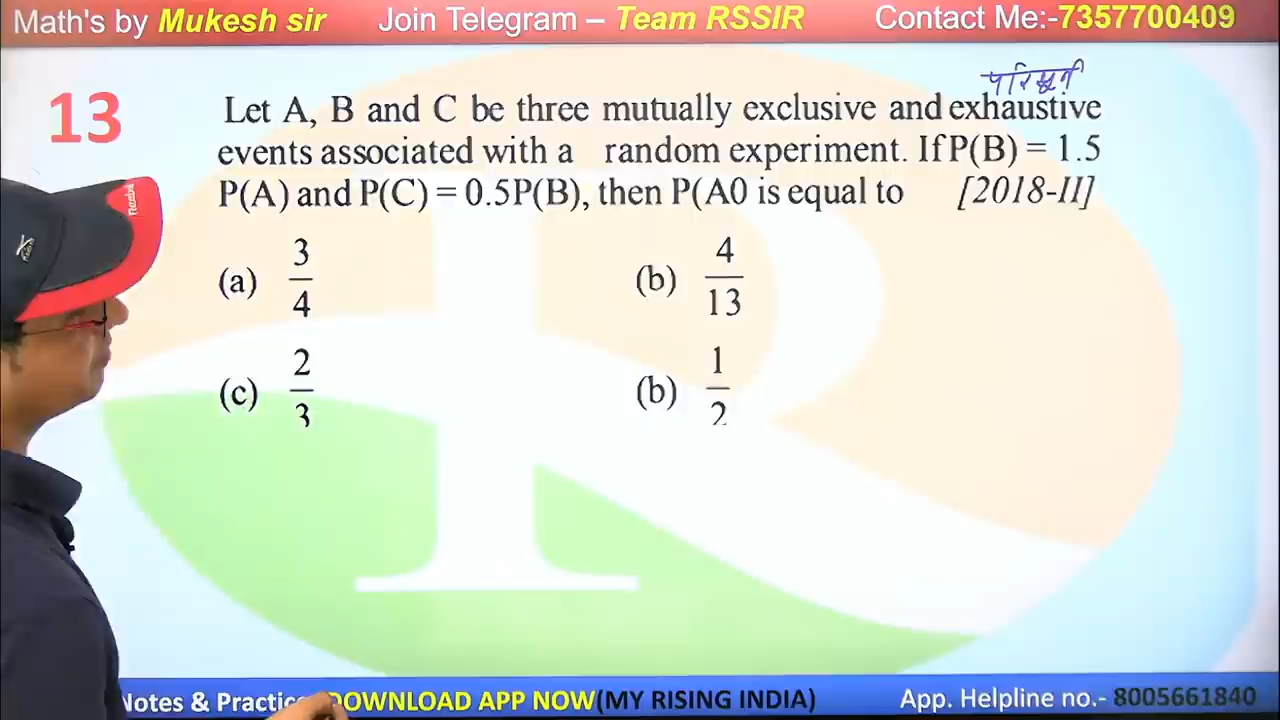 Math's by Mukesh sir Join Telegram – Team RSSIR Contact Me:-7357700409
13
Let A, B and C be three mutually exclusive and exhaustive
events associated with a random experiment. If P(B) = 1.5
P(A) and P(C) = 0.5P(B), then P(A0 is equal to [2018-II]
(a) 3/4 (b) 4/13
(c) 2/3 (b) 1/2
Notes & Practic DOWNLOAD APP NOW(MY RISING INDIA) App. Helpline no.- 8005661840